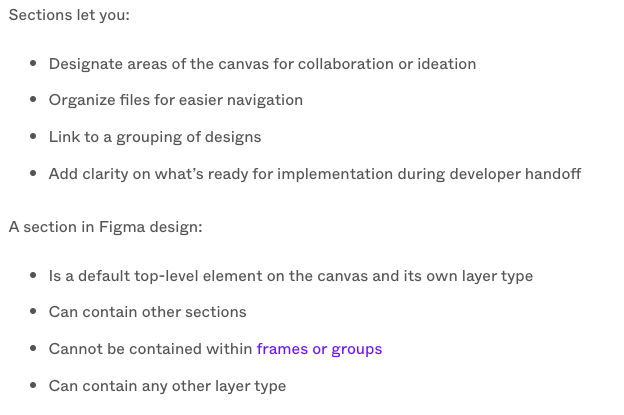 Sections let you:
Designate areas of the canvas for collaboration or ideation
Organize files for easier navigation
Link to a grouping of designs
Add clarity on what’s ready for implementation during developer handoff
A section in Figma design:
Is a default top-level element on the canvas and its own layer type
Can contain other sections
Cannot be contained within frames or groups
Can contain any other layer type